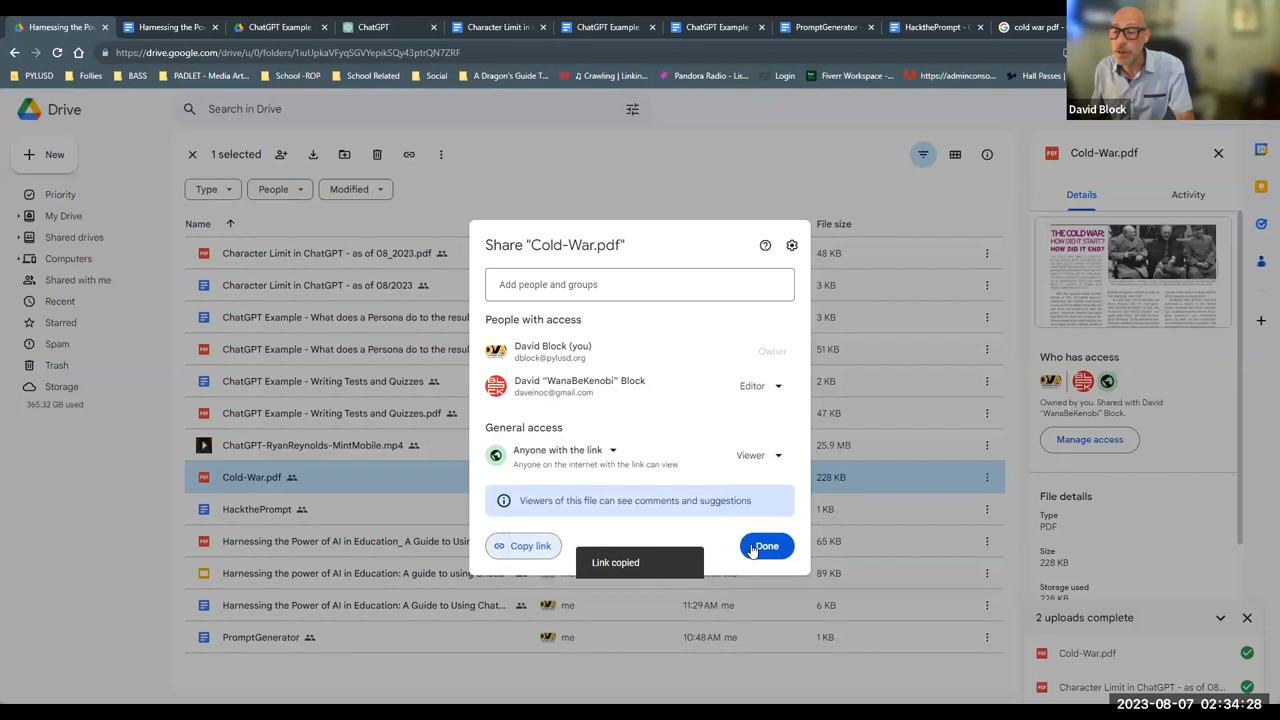 Harnessing the Po
Harnessing the Pow
ChatGPT Example
ChatGPT
Character Limit in
ChatGPT Example
ChatGPT Example
PromptGenerator
HackthePrompt - G
cold war pdf -
https://drive.google.com/drive/u/0/folders/1iuUpkaVFyqSGVYepikSQy43ptrQN7ZRF
PYLUSD
Follies
BASS
PADLET - Media Art...
School -ROP
School Related
Social
A Dragon's Guide T...
Crawling | Linkin...
Pandora Radio - Lis...
Login
Fiverr Workspace -...
https://adminconso...
Hall Passes
David Block
Drive
Search in Drive
New
1 selected
Type
People
Modified
Priority
My Drive
Shared drives
Computers
Shared with me
Recent
Starred
Spam
Trash
Storage
365.32 GB used
Name
File size
Character Limit in ChatGPT - as of 08_2023.pdf
48 KB
Character Limit in ChatGPT - as of 08/2023
3 KB
ChatGPT Example - What does a Persona do to the resu
KB
ChatGPT Example - What does a Persona do to the resul
51 KB
ChatGPT Example - Writing Tests and Quizzes
2 KB
ChatGPT Example - Writing Tests and Quizzes.pdf
47 KB
ChatGPT-RyanReynolds-MintMobile.mp4
25.9 MB
Cold-War.pdf
228 KB
HackthePrompt
1 KB
Harnessing the Power of AI in Education_ A Guide to Us
65 KB
Harnessing the Power of AI in Education: A guide to using
89 KB
Harnessing the Power of AI in Education: A Guide to Using Chat...
me
11:29 AM me
6 KB
PromptGenerator
me
10:48 AM me
1 KB
Share "Cold-War.pdf"
Add people and groups
People with access
David Block (you)
dblock@pylusd.org
Owner
David "WanaBeKenobi" Block
daveinoc@gmail.com
Editor
General access
Anyone with the link
Anyone on the internet with the link can view
Viewer
Viewers of this file can see comments and suggestions
Copy link
Done
Link copied
Cold-War.pdf
Details
Activity
THE COLD WAR:
HOW DID IT START?
HOW DID IT END?
Who has access
Owned by you. Shared with David
"WanaBeKenobi" Block.
Manage access
File details
Type
PDF
Size
228 KB
Storage used
228 KB
2 uploads complete
Cold-War.pdf
Character Limit in ChatGPT - as of 08...
2023-08-07 02:34:28